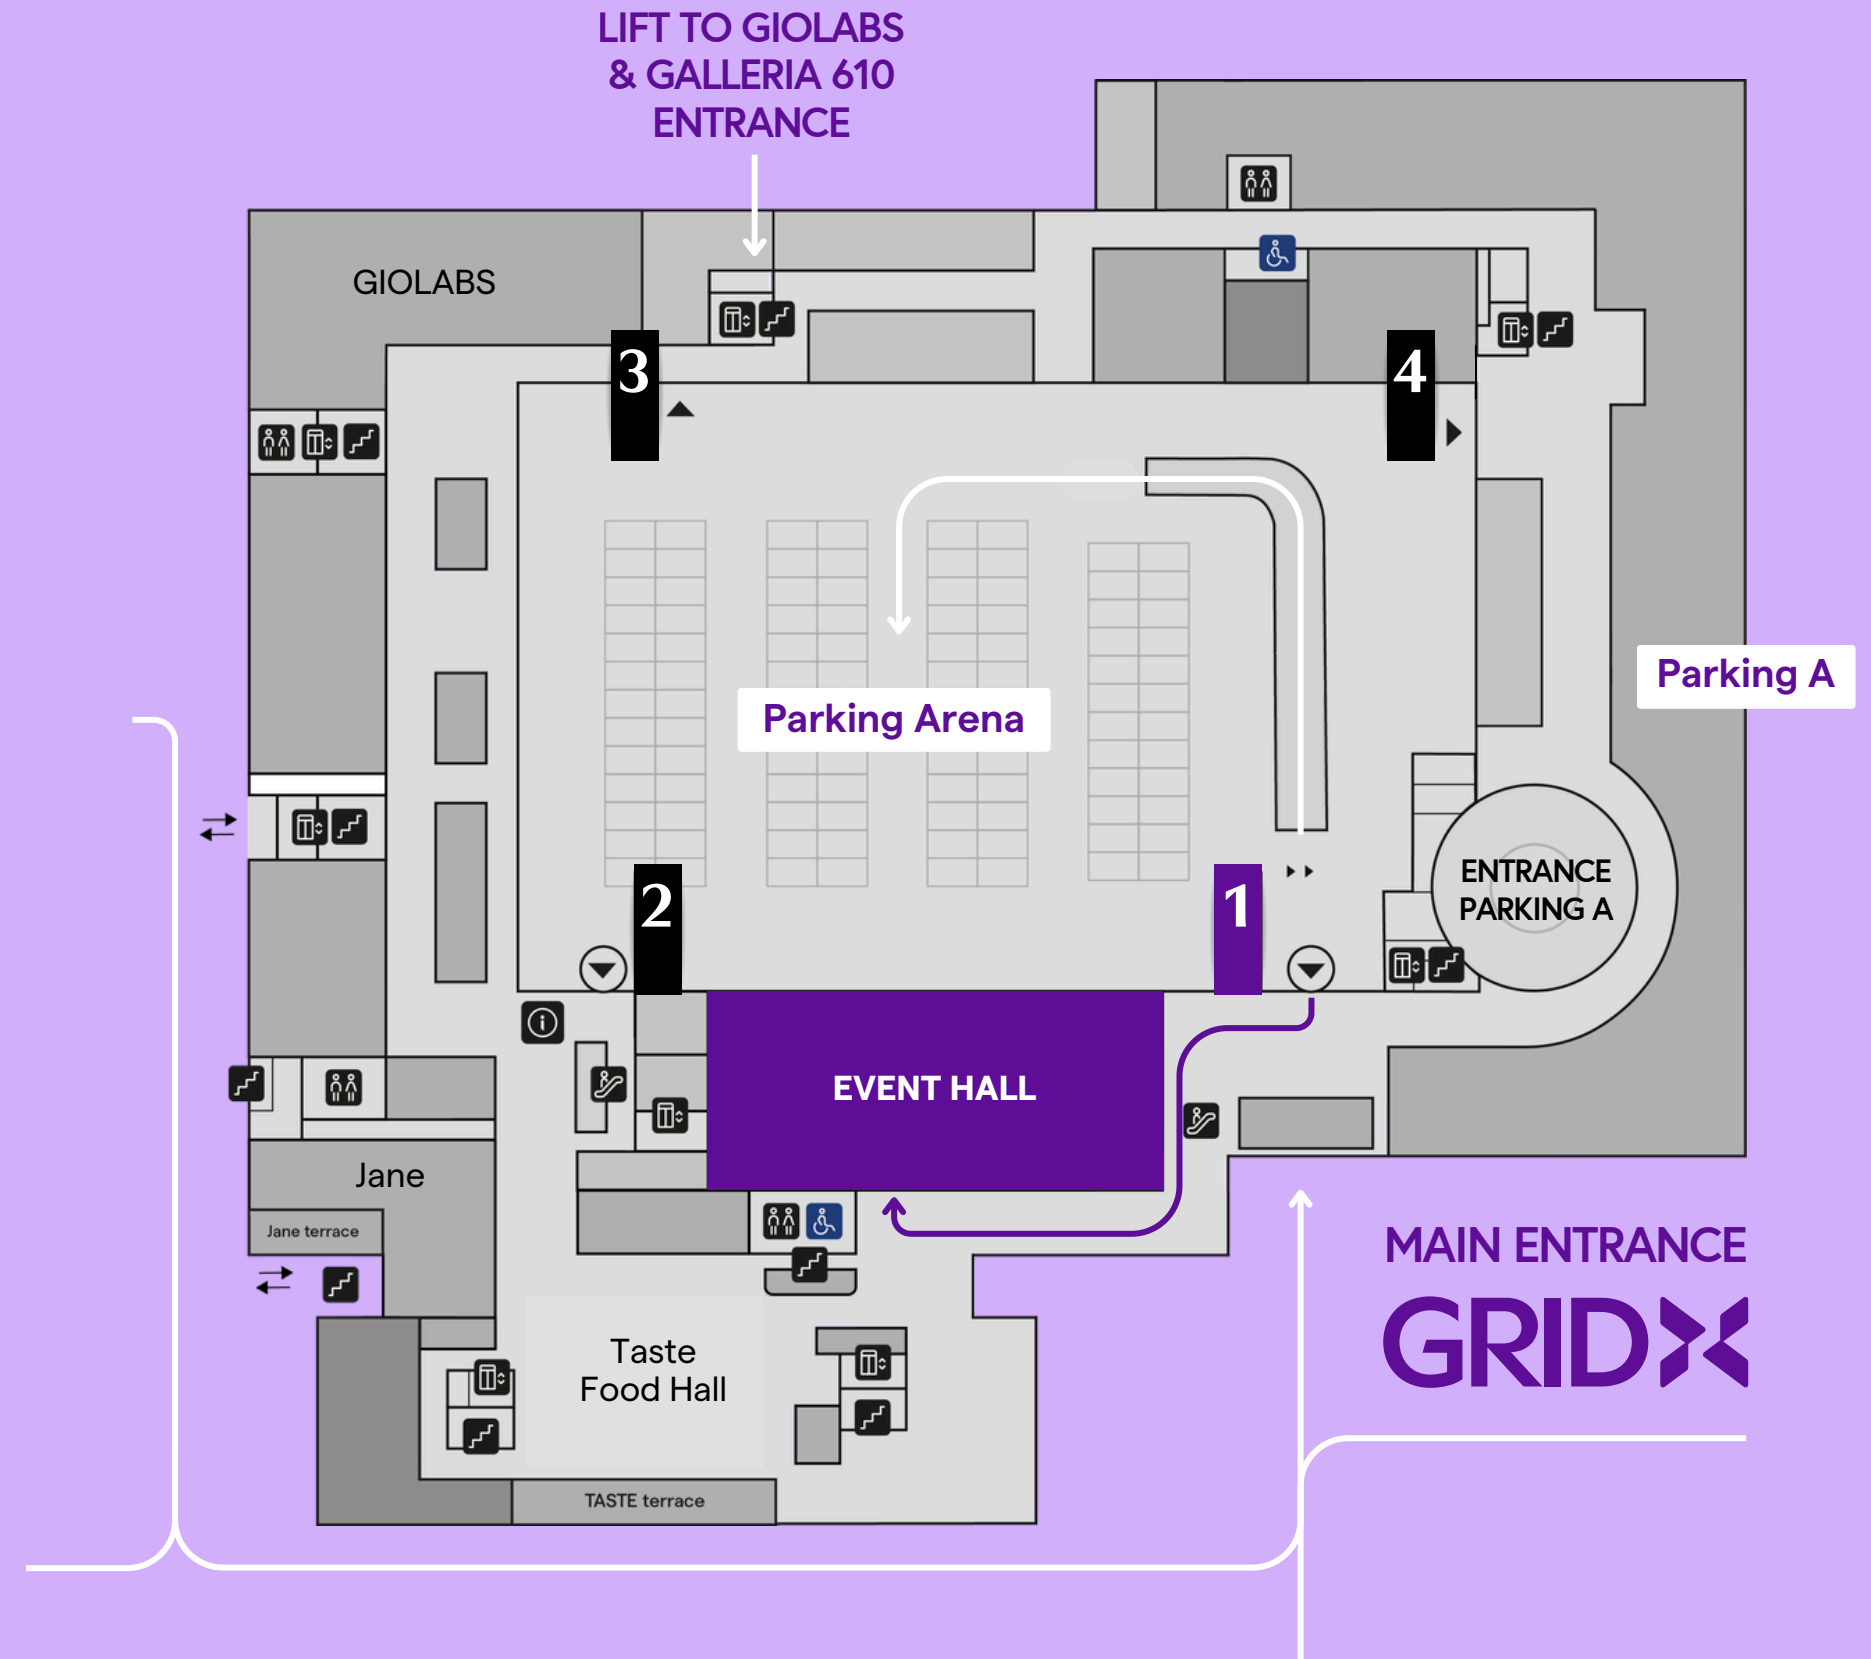 LIFT TO GIOLABS
& GALLERIA 610
ENTRANCE
GIOLABS
3
4
Parking A
Parking Arena
ENTRANCE
PARKING A
2
1
EVENT HALL
Jane
Jane terrace
MAIN ENTRANCE
GRIDX
Taste
Food Hall
TASTE terrace